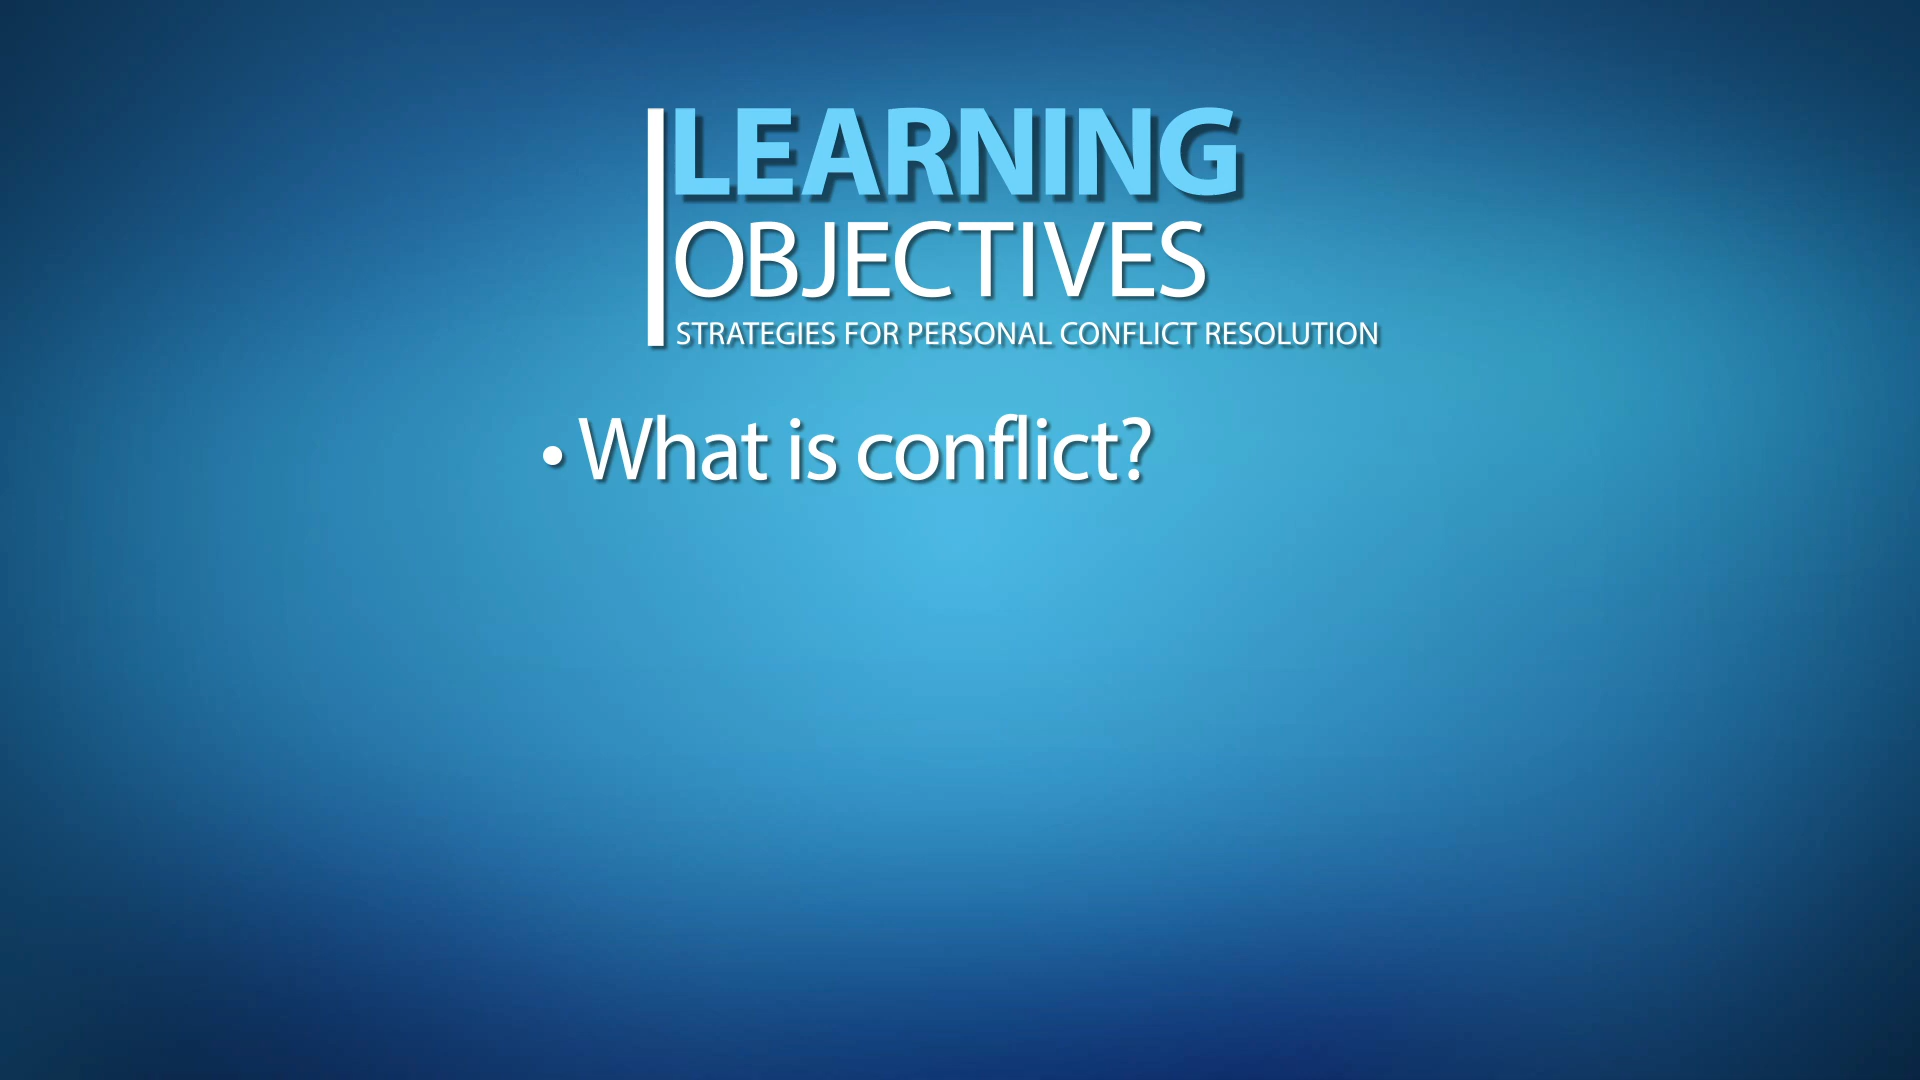 LEARNING
OBJECTIVES
STRATEGIES FOR PERSONAL CONFLICT RESOLUTION
• What is conflict?